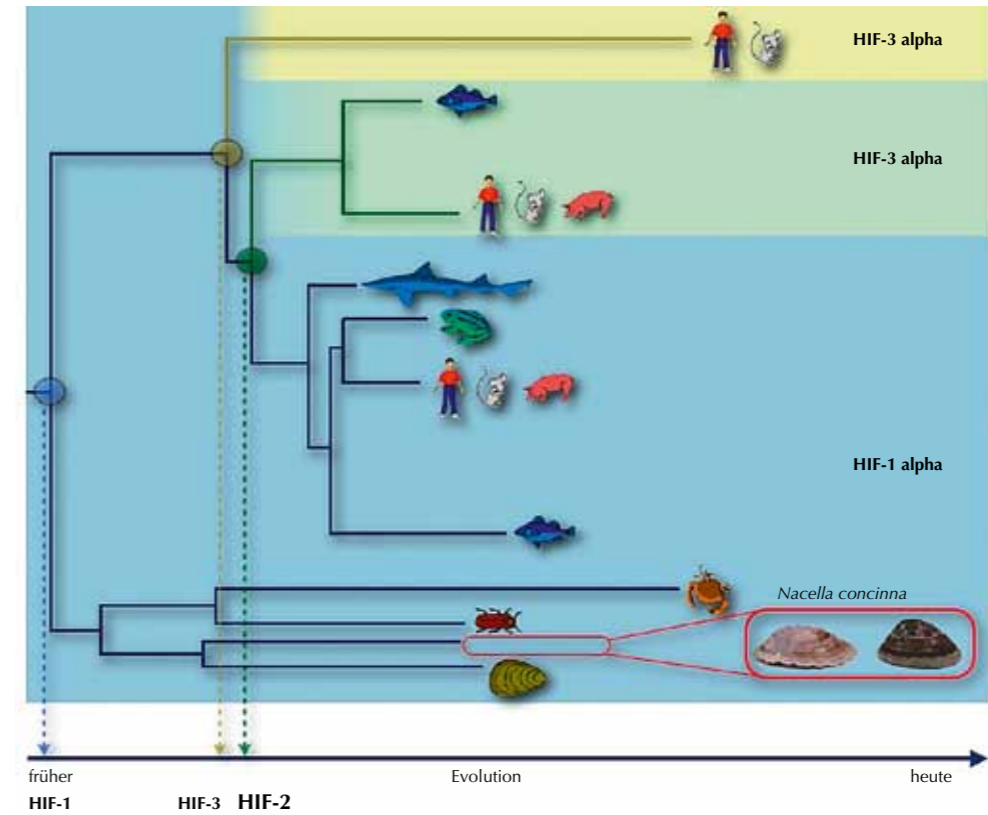 HIF-3 alpha
HIF-3 alpha
HIF-1 alpha
Nacella concinna
früher Evolution heute
HIF-1 HIF-3 HIF-2